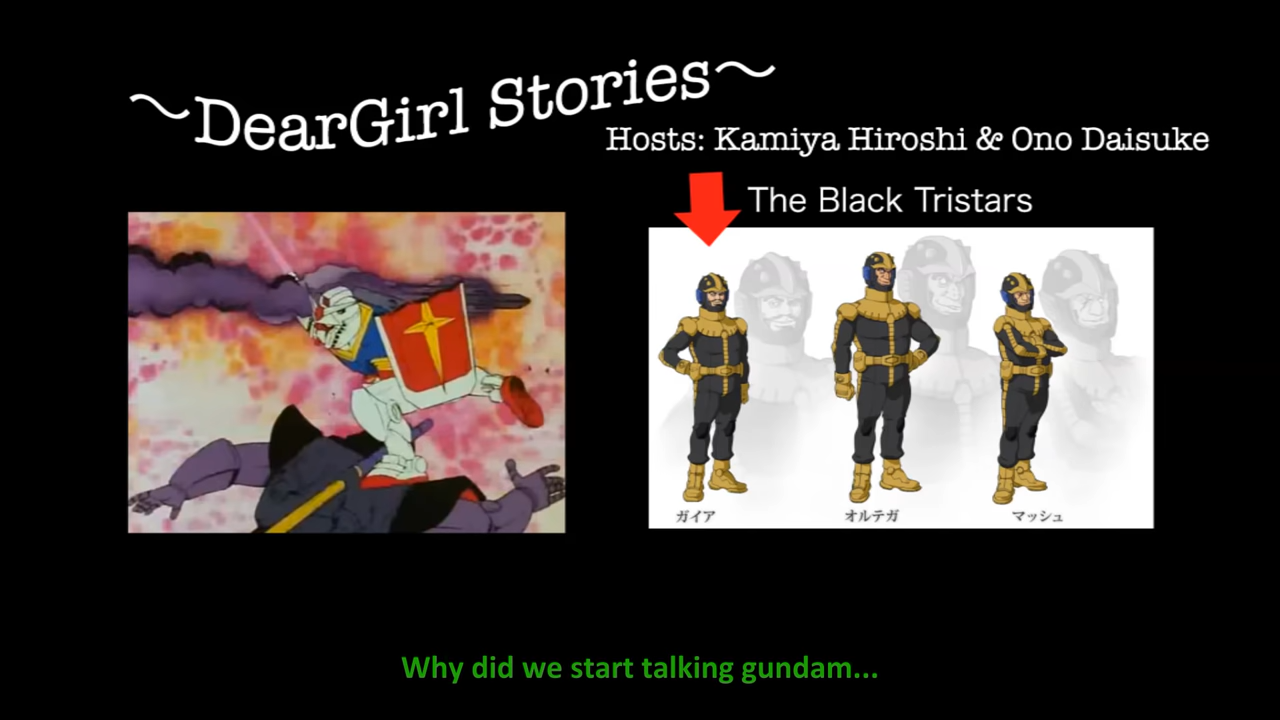 ～DearGirl Stories～
Hosts: Kamiya Hiroshi & Ono Daisuke
The Black Tristars
ガイア オルテガ マッシュ
Why did we start talking gundam...